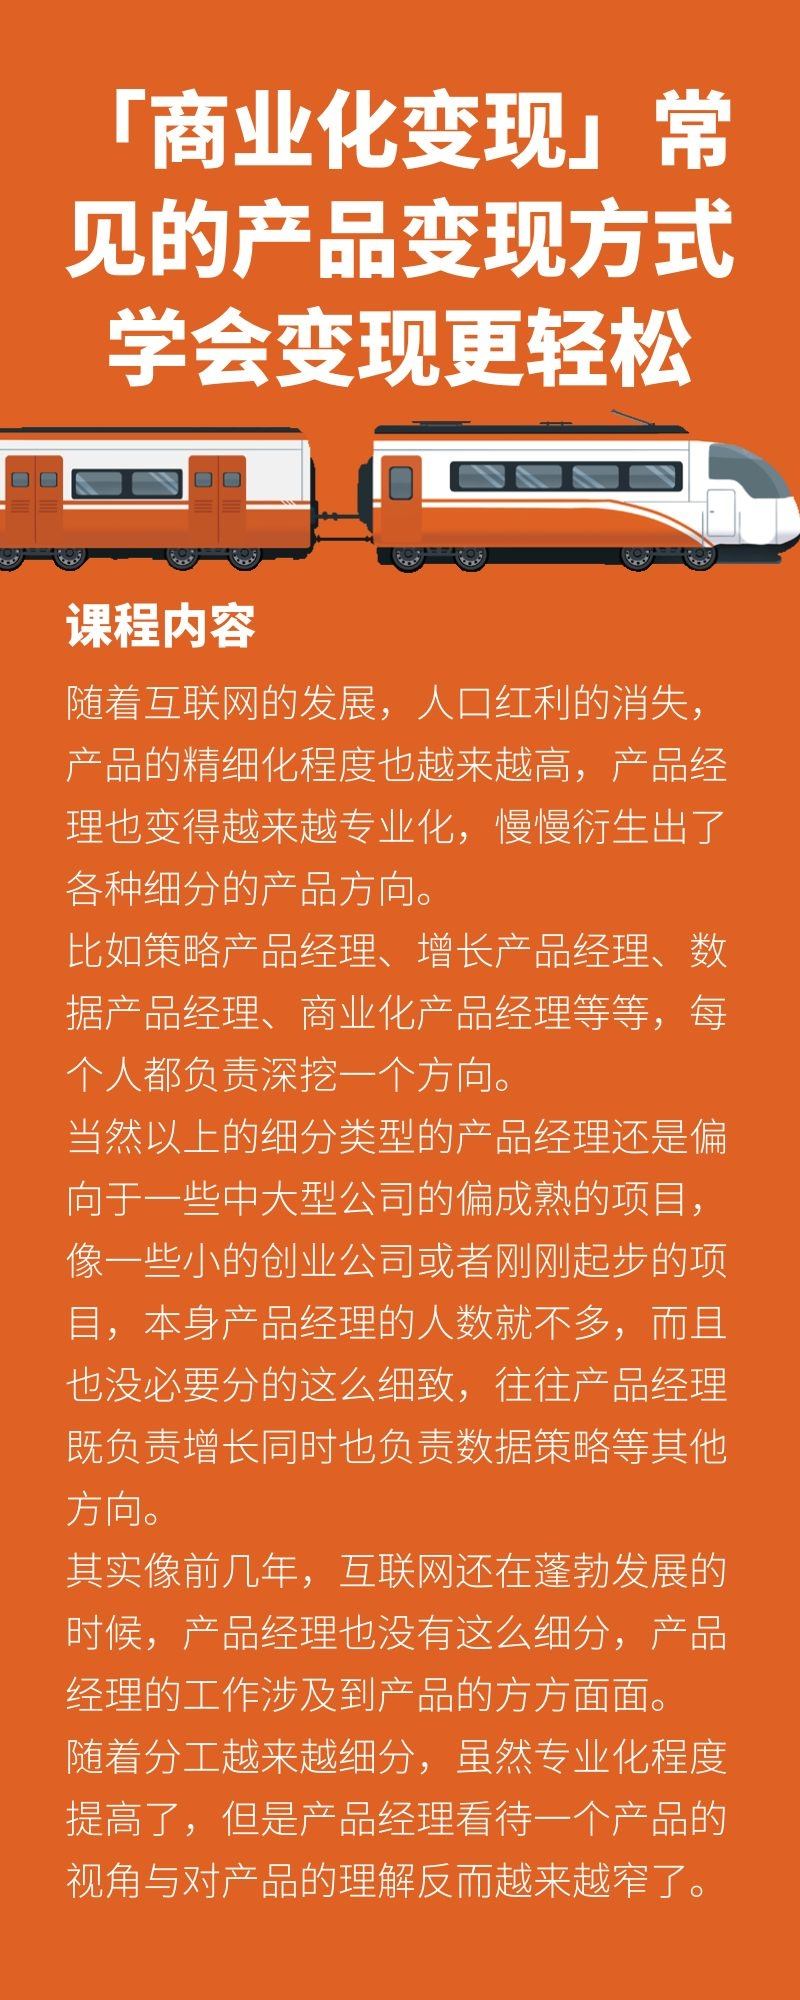 「商业化变现」常
见的产品变现方式
学会变现更轻松
课程内容
随着互联网的发展，人口红利的消失，
产品的精细化程度也越来越高，产品经
理也变得越来越专业化，慢慢衍生出了
各种细分的产品方向。
比如策略产品经理、增长产品经理、数
据产品经理、商业化产品经理等等，每
个人都负责深挖一个方向。
当然以上的细分类型的产品经理还是偏
向于一些中大型公司的偏成熟的项目，
像一些小的创业公司或者刚刚起步的项
目，本身产品经理的人数就不多，而且
也没必要分的这么细致，往往产品经理
既负责增长同时也负责数据策略等其他
方向。
其实像前几年，互联网还在蓬勃发展的
时候，产品经理也没有这么细分，产品
经理的工作涉及到产品的方方面面。
随着分工越来越细分，虽然专业化程度
提高了，但是产品经理看待一个产品的
视角与对产品的理解反而越来越窄了。